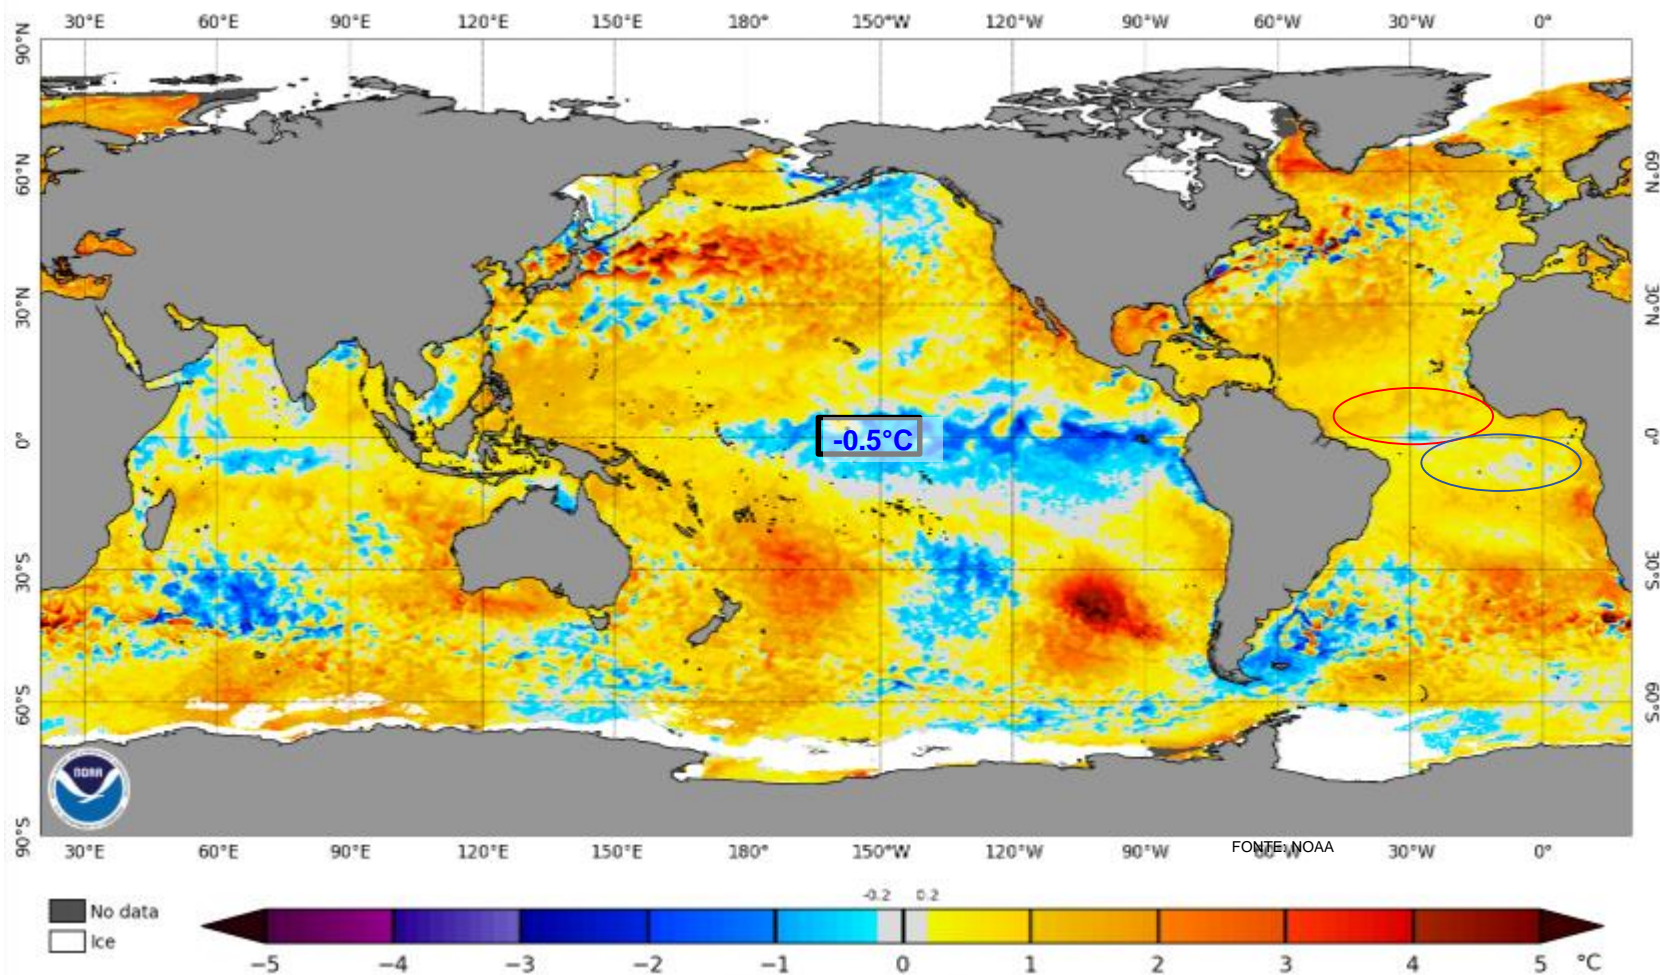 30°E 60°E 90°E 120°E 150°E 180° 150°W 120°W 90°W 60°W 30°W 0°
90°N
60°N 60°N
30°N 30°N
0° 0°
-0.5°C
30°S 30°S
60°S 60°S
90°S
NOAA
30°E 60°E 90°E 120°E 150°E 180° 150°W 120°W 90°W 60°W 30°W 0°
FONTE: NOAA
-0.2 0.2
No data
Ice
−5 −4 −3 −2 −1 0 1 2 3 4 5 °C